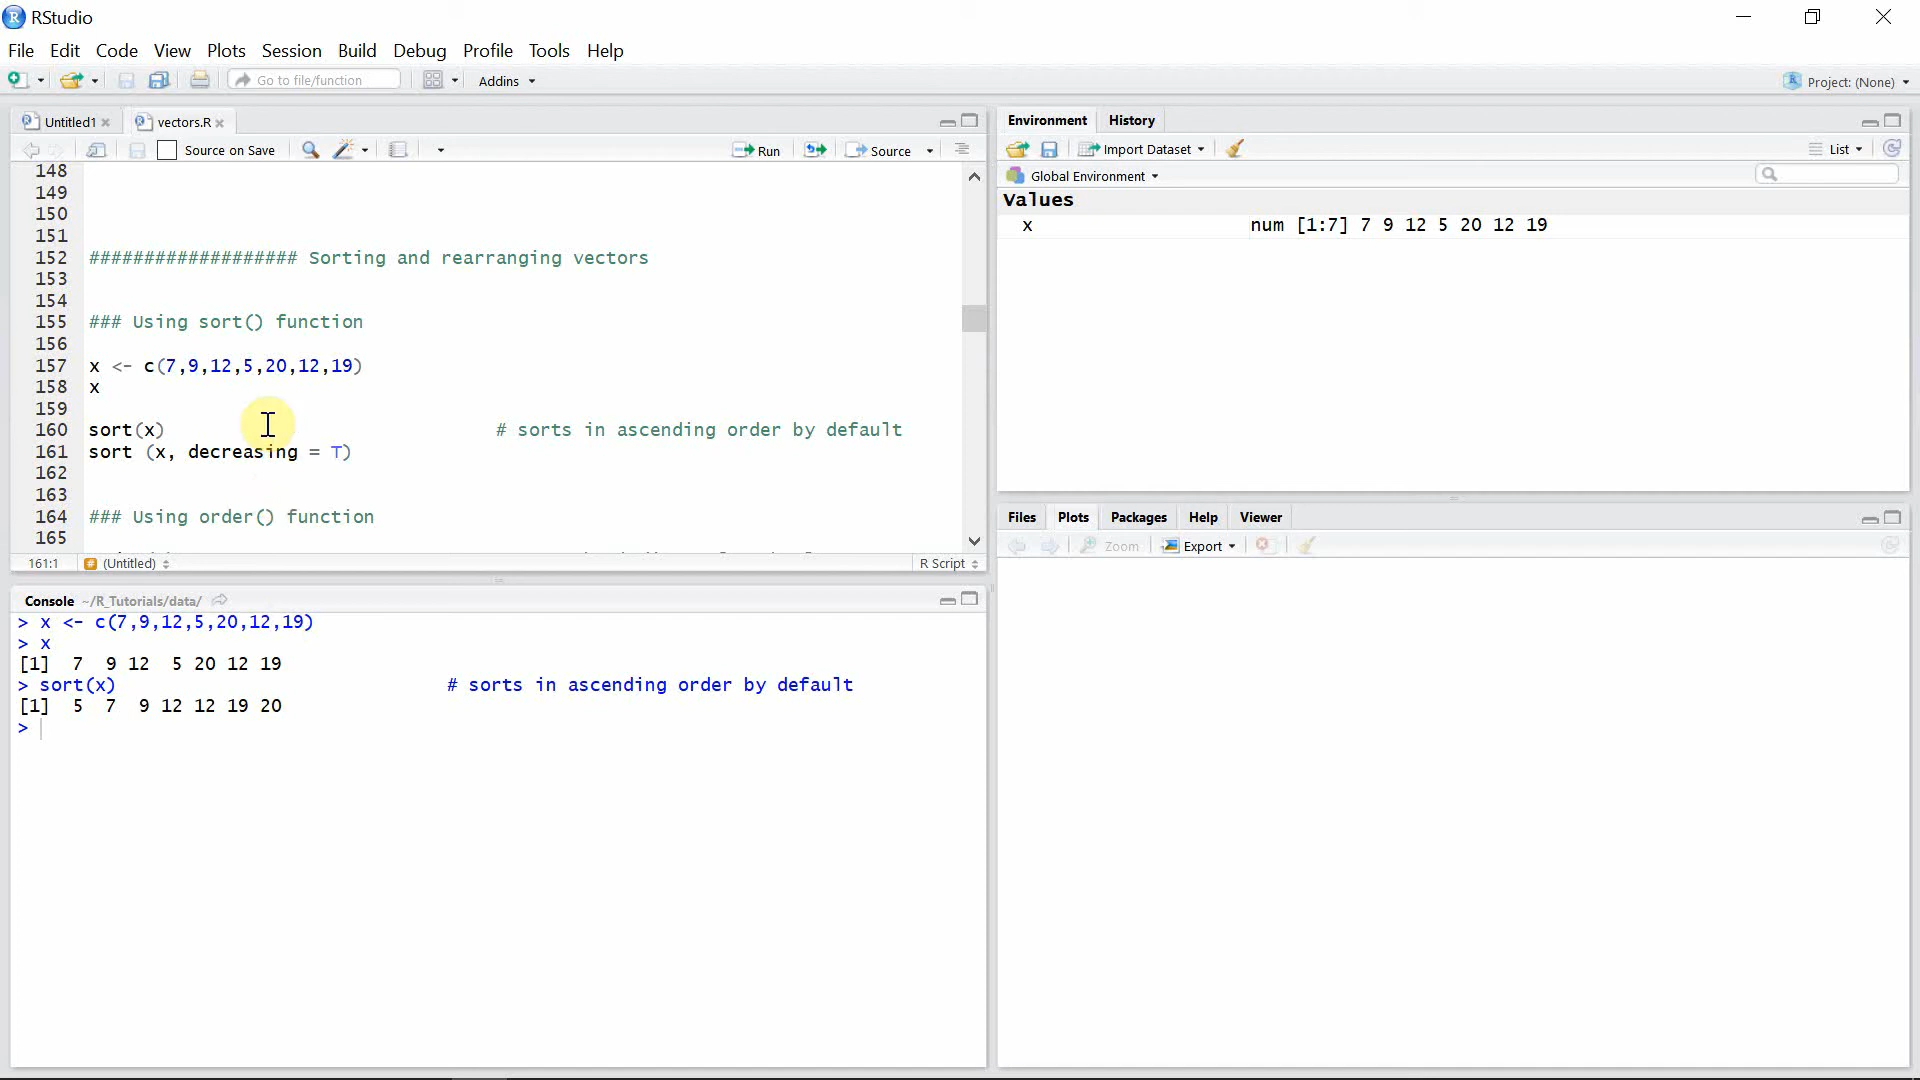 RStudio
File Edit Code View Plots Session Build Debug Profile Tools Help
Go to file/function Addins Project: (None)
Untitled1 vectors.R
Source on Save Run Source
148
149
150
151
152 ################### Sorting and rearranging vectors
153
154
155 ### Using sort() function
156
157 x <- c(7,9,12,5,20,12,19)
158 x
159
160 sort(x) # sorts in ascending order by default
161 sort (x, decreasing = T)
162
163
164 ### Using order() function
165
161:1 (Untitled) R Script
Console ~/R_Tutorials/data/
> x <- c(7,9,12,5,20,12,19)
> x
[1] 7 9 12 5 20 12 19
> sort(x) # sorts in ascending order by default
[1] 5 7 9 12 12 19 20
>
Environment History
Import Dataset List
Global Environment
Values
x num [1:7] 7 9 12 5 20 12 19
Files Plots Packages Help Viewer
Zoom Export